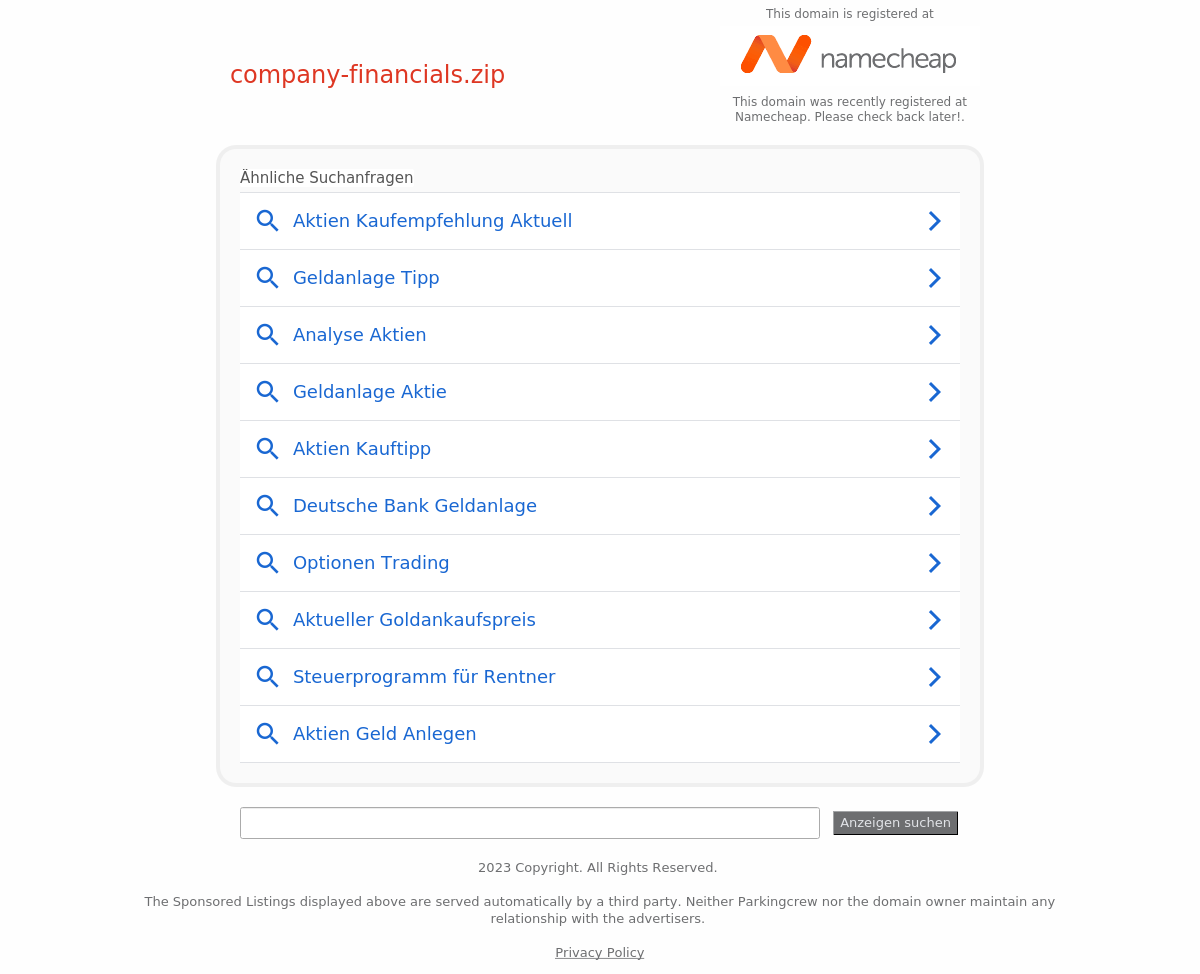 This domain is registered at
namecheap
company-financials.zip
This domain was recently registered at
Namecheap. Please check back later!.
Ähnliche Suchanfragen
Aktien Kaufempfehlung Aktuell
Geldanlage Tipp
Analyse Aktien
Geldanlage Aktie
Aktien Kauftipp
Deutsche Bank Geldanlage
Optionen Trading
Aktueller Goldankaufspreis
Steuerprogramm für Rentner
Aktien Geld Anlegen
Anzeigen suchen
2023 Copyright. All Rights Reserved.
The Sponsored Listings displayed above are served automatically by a third party. Neither Parkingcrew nor the domain owner maintain any
relationship with the advertisers.
Privacy Policy